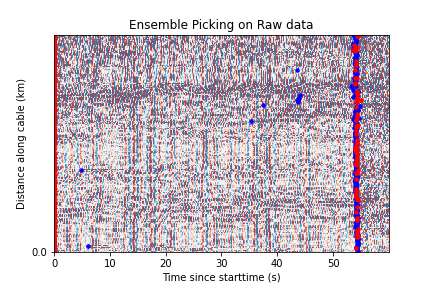 Ensemble Picking on Raw data
Distance along cable (km)
0.0
0 10 20 30 40 50
Time since starttime (s)